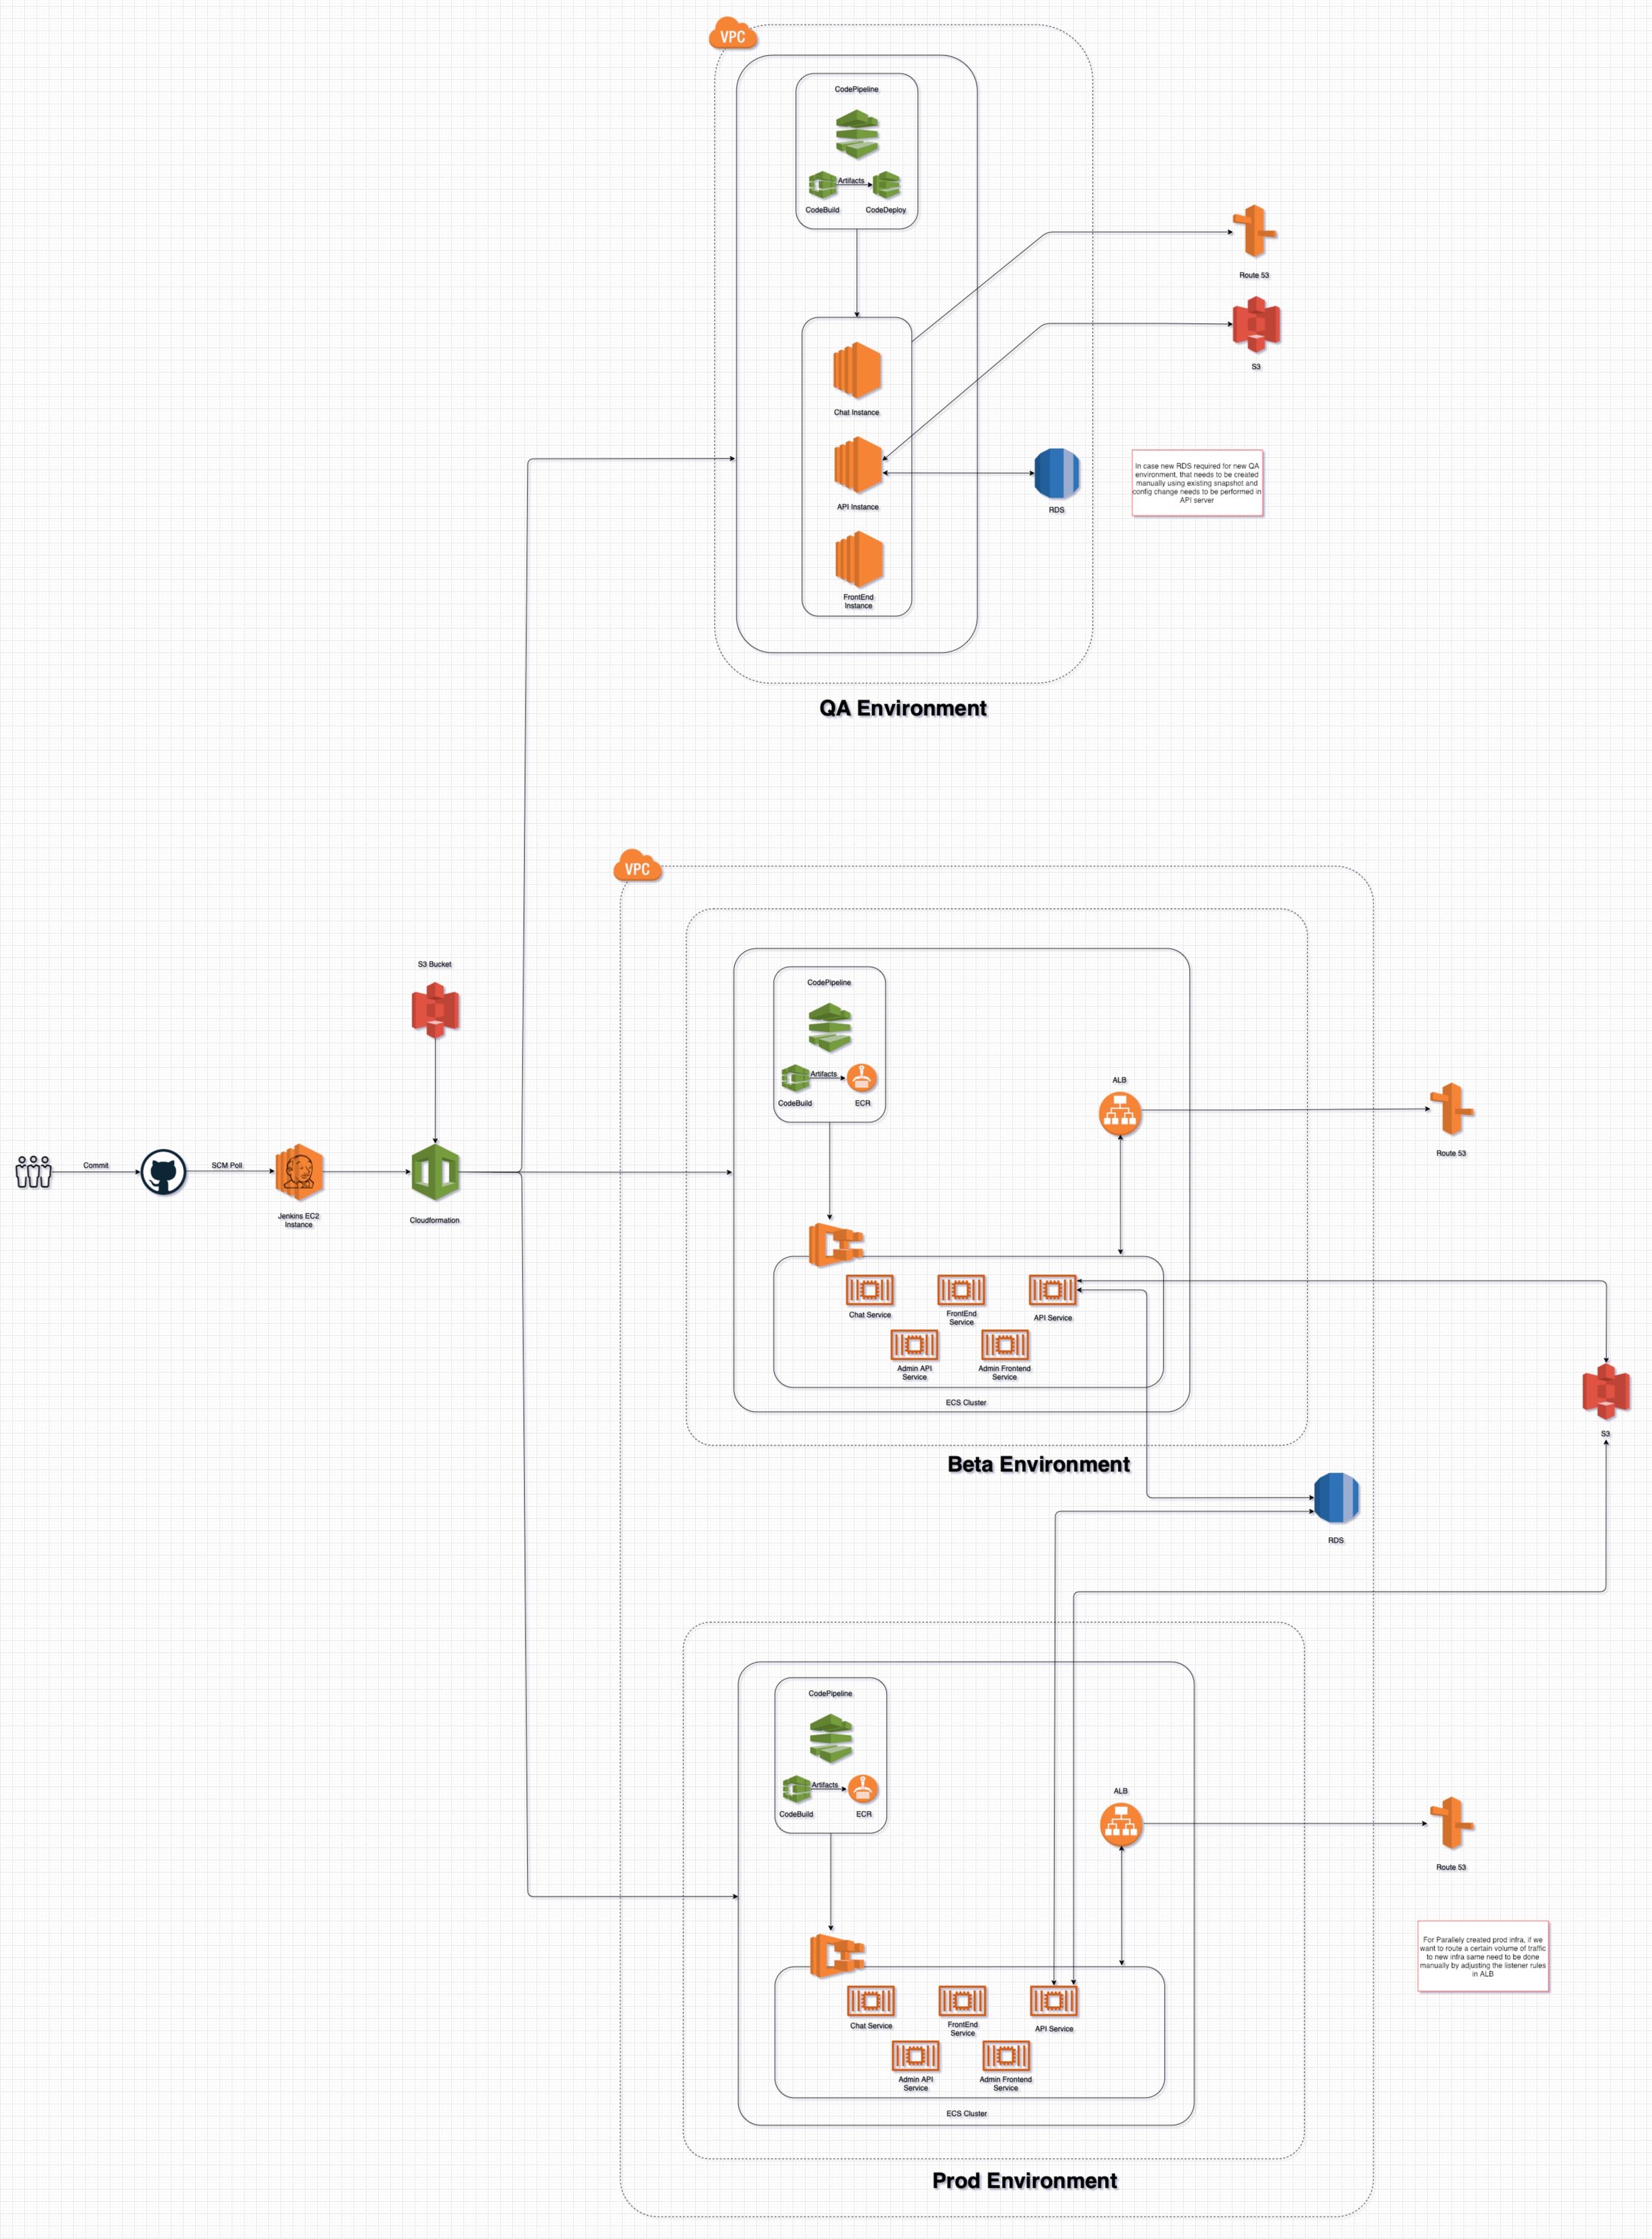 VPC
CodePipeline
Artifacts
CodeBuild
CodeDeploy
Route 53
S3
Chat Instance
API Instance
RDS
In case new RDS required for new QA
environment, that needs to be created
manually using existing snapshot and
config change needs to be performed in
API server
FrontEnd
Instance
QA Environment
VPC
S3 Bucket
CodePipeline
Artifacts
CodeBuild
ECR
ALB
Route 53
Commit
SCM Poll
Jenkins EC2
Instance
Cloudformation
Chat Service
FrontEnd
Service
API Service
Admin API
Service
Admin Frontend
Service
ECS Cluster
S3
Beta Environment
RDS
CodePipeline
Artifacts
CodeBuild
ECR
ALB
Route 53
For Parallely created prod infra, if we
want to route a certain volume of traffic
to new infra same need to be done
manually by adjusting the listener rules
in ALB
Chat Service
FrontEnd
Service
API Service
Admin API
Service
Admin Frontend
Service
ECS Cluster
Prod Environment